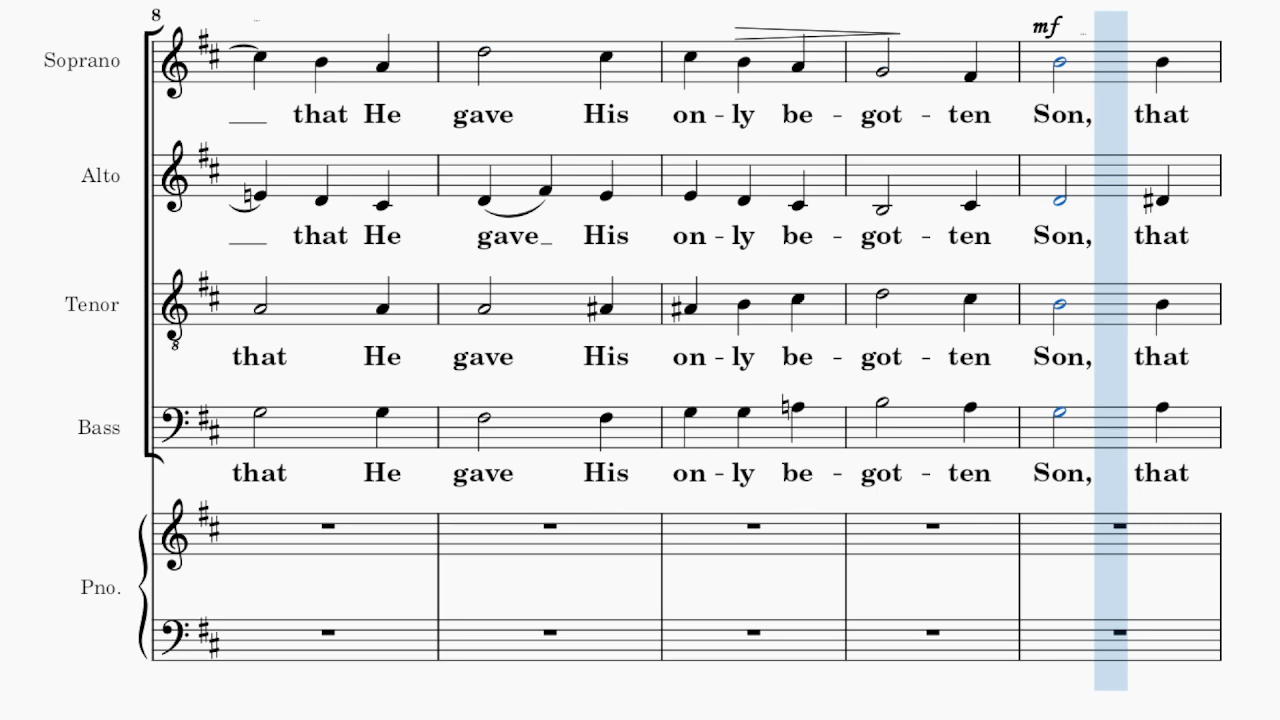 8
mf
Soprano
that He gave His on - ly be - got - ten Son, that
Alto
that He gave_ His on - ly be - got - ten Son, that
Tenor
that He gave His on - ly be - got - ten Son, that
Bass
that He gave His on - ly be - got - ten Son, that
Pno.